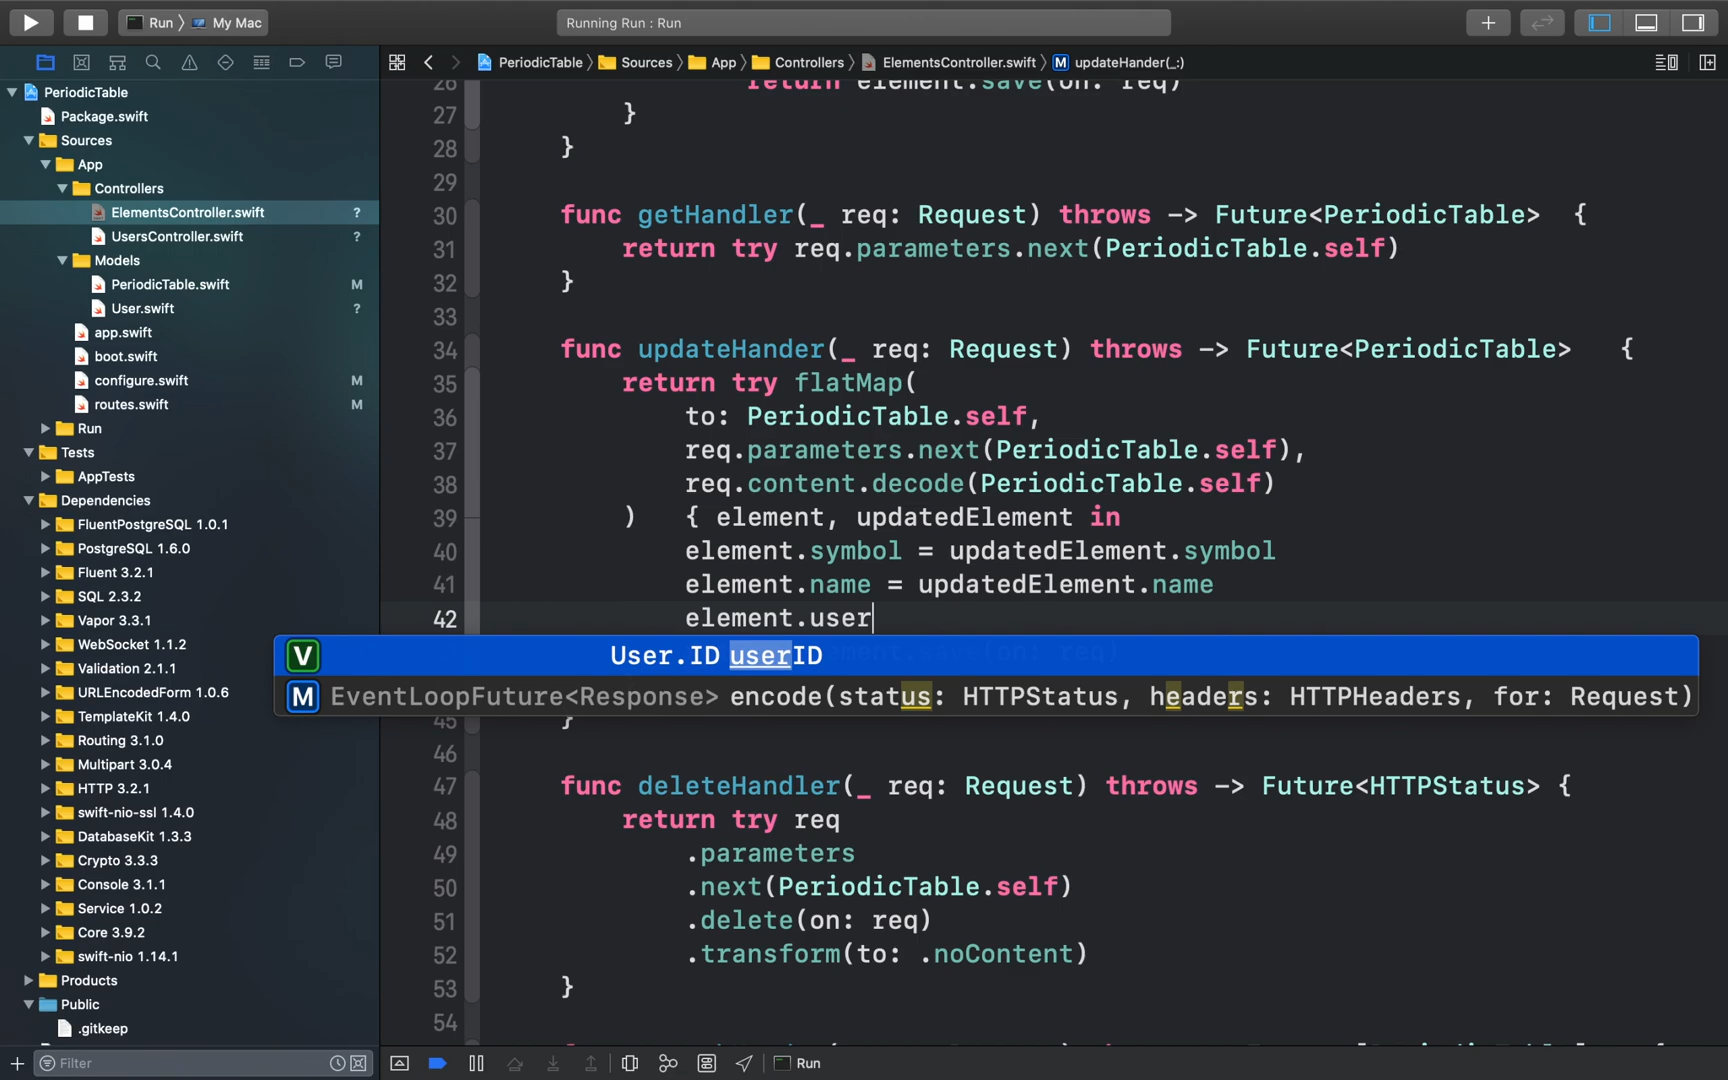 Run 〉 My Mac
Running Run : Run
PeriodicTable 〉 Sources 〉 App 〉 Controllers 〉 ElementsController.swift 〉 M updateHander(_:)
PeriodicTable
Package.swift
Sources
App
Controllers
ElementsController.swift ?
UsersController.swift ?
Models
PeriodicTable.swift M
User.swift ?
app.swift
boot.swift
configure.swift M
routes.swift M
Run
Tests
AppTests
Dependencies
FluentPostgreSQL 1.0.1
PostgreSQL 1.6.0
Fluent 3.2.1
SQL 2.3.2
Vapor 3.3.1
WebSocket 1.1.2
Validation 2.1.1
URLEncodedForm 1.0.6
TemplateKit 1.4.0
Routing 3.1.0
Multipart 3.0.4
HTTP 3.2.1
swift-nio-ssl 1.4.0
DatabaseKit 1.3.3
Crypto 3.3.3
Console 3.1.1
Service 1.0.2
Core 3.9.2
swift-nio 1.14.1
Products
Public
.gitkeep
Filter
26 return element.save(on: req)
27 }
28 }
29
30 func getHandler(_ req: Request) throws -> Future<PeriodicTable> {
31 return try req.parameters.next(PeriodicTable.self)
32 }
33
34 func updateHander(_ req: Request) throws -> Future<PeriodicTable> {
35 return try flatMap(
36 to: PeriodicTable.self,
37 req.parameters.next(PeriodicTable.self),
38 req.content.decode(PeriodicTable.self)
39 ) { element, updatedElement in
40 element.symbol = updatedElement.symbol
41 element.name = updatedElement.name
42 element.user
V User.ID userID
M EventLoopFuture<Response> encode(status: HTTPStatus, headers: HTTPHeaders, for: Request)
45 }
46
47 func deleteHandler(_ req: Request) throws -> Future<HTTPStatus> {
48 return try req
49 .parameters
50 .next(PeriodicTable.self)
51 .delete(on: req)
52 .transform(to: .noContent)
53 }
54
Run